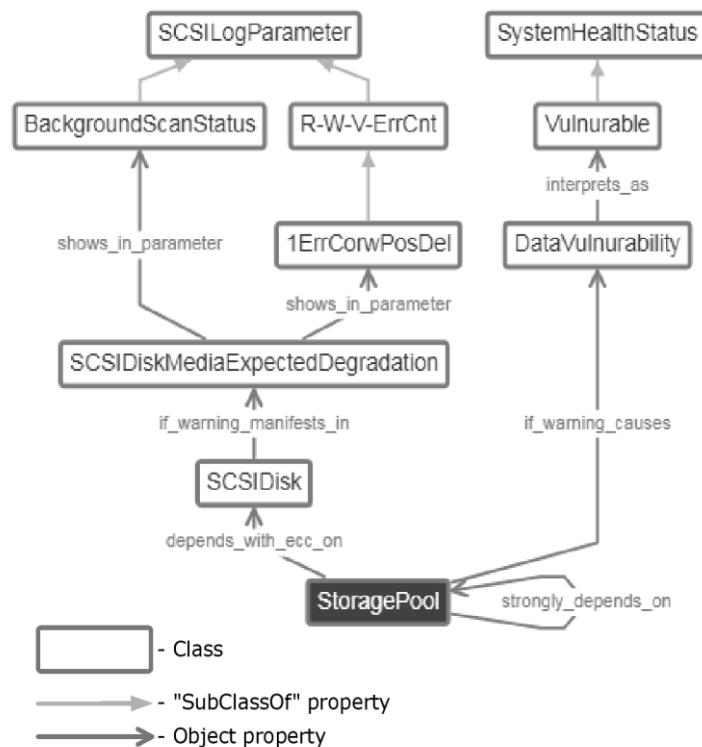 SCSILogParameter
SystemHealthStatus
BackgroundScanStatus
R-W-V-ErrCnt
Vulnurable
interprets_as
shows_in_parameter
1ErrCorwPosDel
DataVulnurability
shows_in_parameter
SCSIDiskMediaExpectedDegradation
if_warning_manifests_in
if_warning_causes
SCSIDisk
depends_with_ecc_on
StoragePool
strongly_depends_on
- Class
- "SubClassOf" property
- Object property